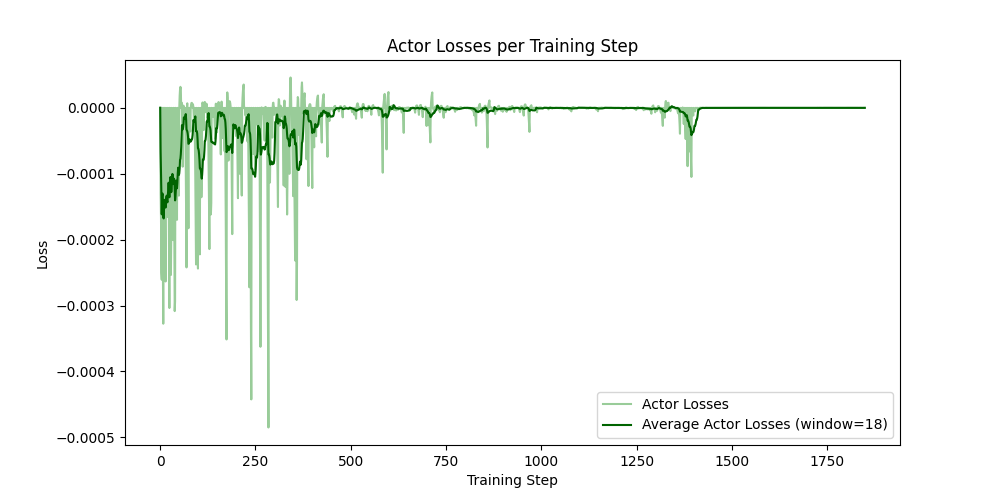 Actor Losses per Training Step
Loss
0.0000
−0.0001
−0.0002
−0.0003
−0.0004
−0.0005
Actor Losses
Average Actor Losses (window=18)
0 250 500 750 1000 1250 1500 1750
Training Step